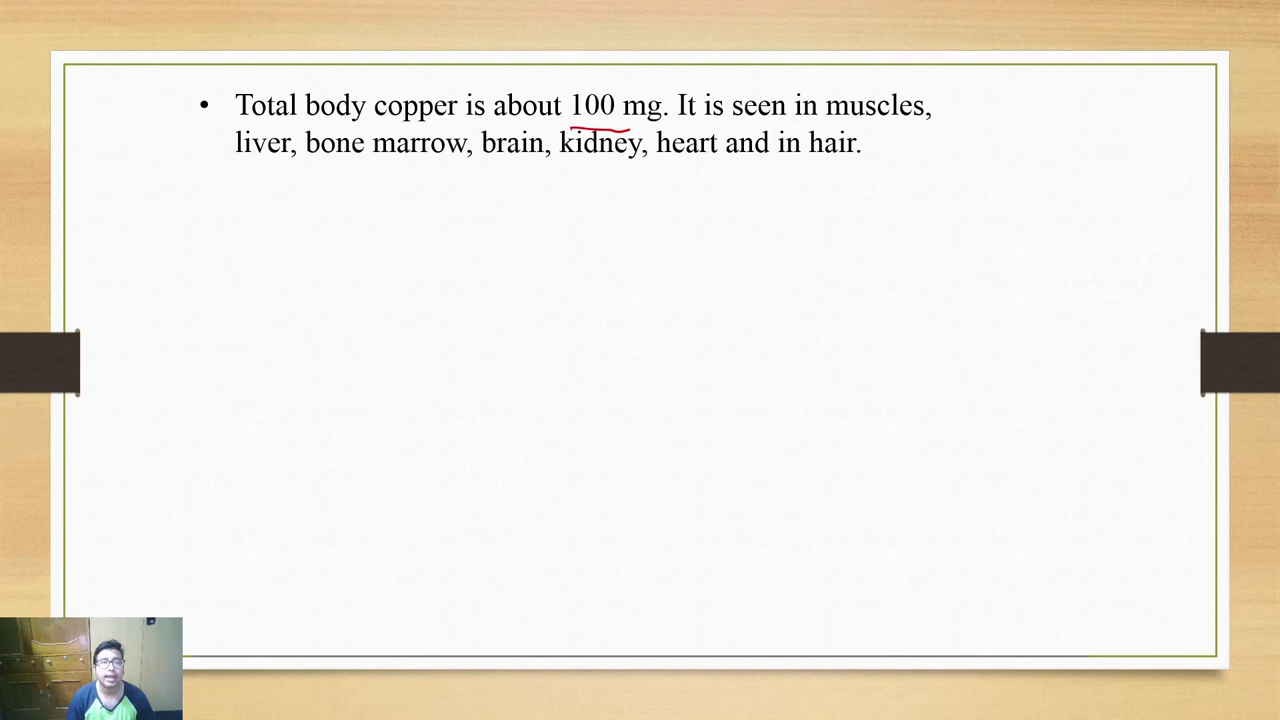 • Total body copper is about 100 mg. It is seen in muscles,
liver, bone marrow, brain, kidney, heart and in hair.